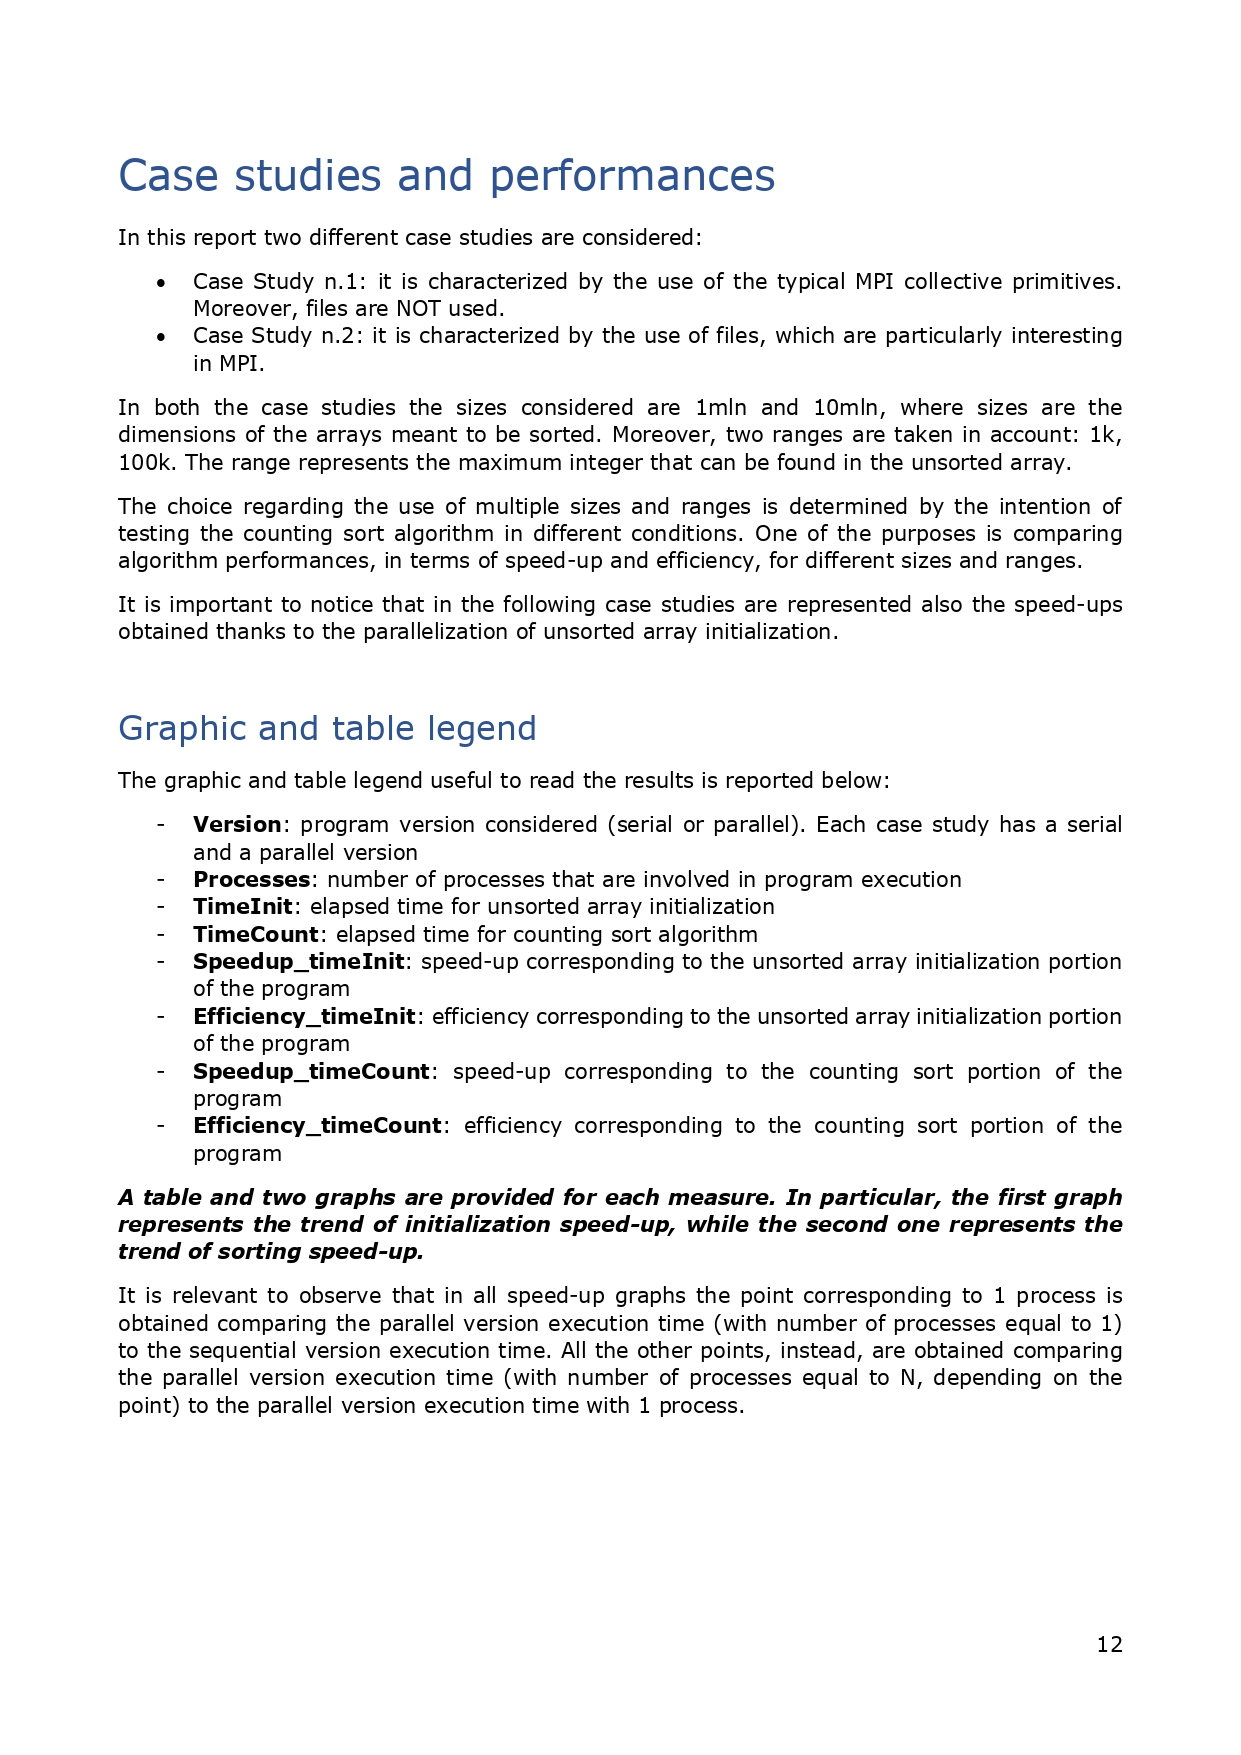 Case studies and performances
In this report two different case studies are considered:
• Case Study n.1: it is characterized by the use of the typical MPI collective primitives.
Moreover, files are NOT used.
• Case Study n.2: it is characterized by the use of files, which are particularly interesting
in MPI.
In both the case studies the sizes considered are 1mln and 10mln, where sizes are the
dimensions of the arrays meant to be sorted. Moreover, two ranges are taken in account: 1k,
100k. The range represents the maximum integer that can be found in the unsorted array.
The choice regarding the use of multiple sizes and ranges is determined by the intention of
testing the counting sort algorithm in different conditions. One of the purposes is comparing
algorithm performances, in terms of speed-up and efficiency, for different sizes and ranges.
It is important to notice that in the following case studies are represented also the speed-ups
obtained thanks to the parallelization of unsorted array initialization.
Graphic and table legend
The graphic and table legend useful to read the results is reported below:
- Version: program version considered (serial or parallel). Each case study has a serial
and a parallel version
- Processes: number of processes that are involved in program execution
- TimeInit: elapsed time for unsorted array initialization
- TimeCount: elapsed time for counting sort algorithm
- Speedup_timeInit: speed-up corresponding to the unsorted array initialization portion
of the program
- Efficiency_timeInit: efficiency corresponding to the unsorted array initialization portion
of the program
- Speedup_timeCount: speed-up corresponding to the counting sort portion of the
program
- Efficiency_timeCount: efficiency corresponding to the counting sort portion of the
program
A table and two graphs are provided for each measure. In particular, the first graph
represents the trend of initialization speed-up, while the second one represents the
trend of sorting speed-up.
It is relevant to observe that in all speed-up graphs the point corresponding to 1 process is
obtained comparing the parallel version execution time (with number of processes equal to 1)
to the sequential version execution time. All the other points, instead, are obtained comparing
the parallel version execution time (with number of processes equal to N, depending on the
point) to the parallel version execution time with 1 process.
12